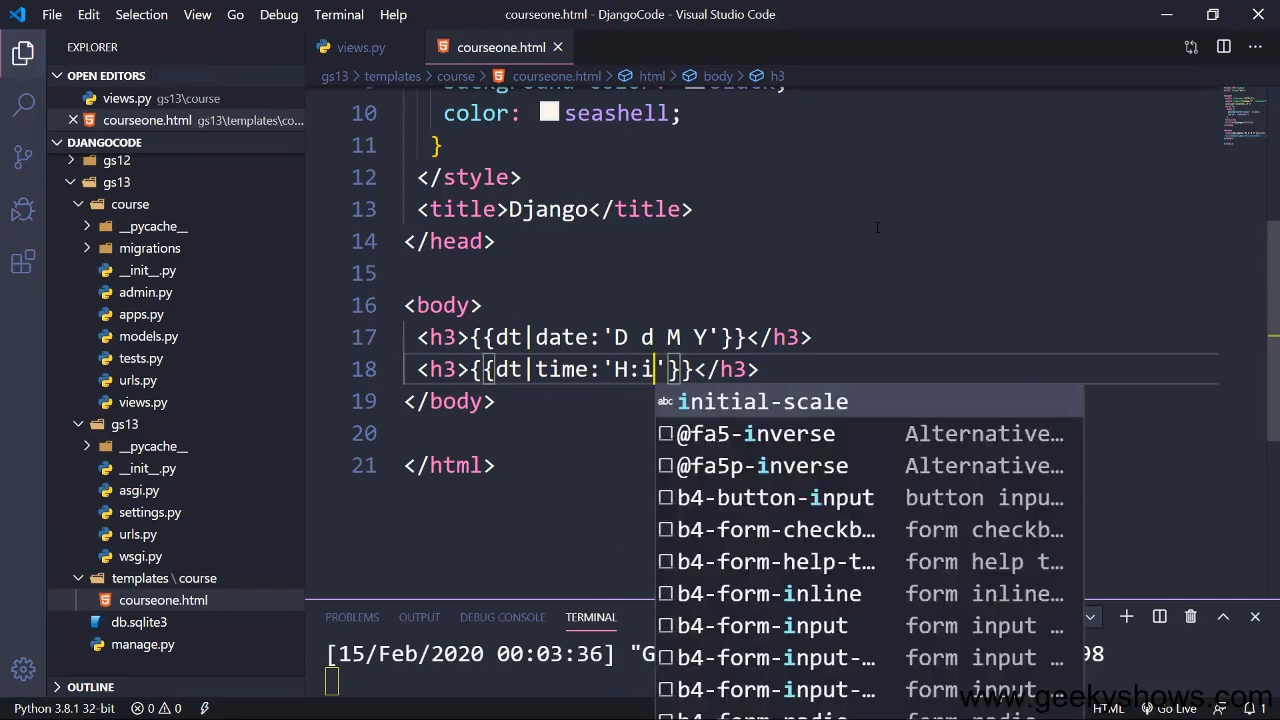 File Edit Selection View Go Debug Terminal Help courseone.html - DjangoCode - Visual Studio Code
EXPLORER
OPEN EDITORS
views.py gs13\course
courseone.html gs13\templates\co...
DJANGOCODE
gs12
gs13
course
__pycache__
migrations
__init__.py
admin.py
apps.py
models.py
tests.py
urls.py
views.py
gs13
__pycache__
__init__.py
asgi.py
settings.py
urls.py
wsgi.py
templates \ course
courseone.html
db.sqlite3
manage.py
OUTLINE
views.py courseone.html
gs13 > templates > course > courseone.html > html > body > h3
10 color: seashell;
11 }
12 </style>
13 <title>Django</title>
14 </head>
15
16 <body>
17 <h3>{{dt|date:'D d M Y'}}</h3>
18 <h3>{{dt|time:'H:i'}}</h3>
19 </body>
20
21 </html>
abc initial-scale
@fa5-inverse Alternative...
@fa5p-inverse Alternative...
b4-button-input button inpu...
b4-form-checkb... form checkb...
b4-form-help-t... form help t...
b4-form-inline form inline...
b4-form-input form input ...
b4-form-input-... form input ...
b4-form-input-... form input ...
PROBLEMS OUTPUT DEBUG CONSOLE TERMINAL
[15/Feb/2020 00:03:36] "G 98
www.geekyshows.com
Python 3.8.1 32-bit 0 0 HTML Go Live 1